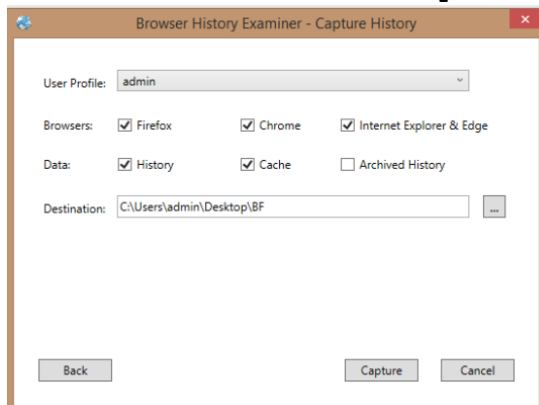 Browser History Examiner - Capture History
User Profile: admin
Browsers: Firefox Chrome Internet Explorer & Edge
Data: History Cache Archived History
Destination: C:\Users\admin\Desktop\BF ...
Back Capture Cancel